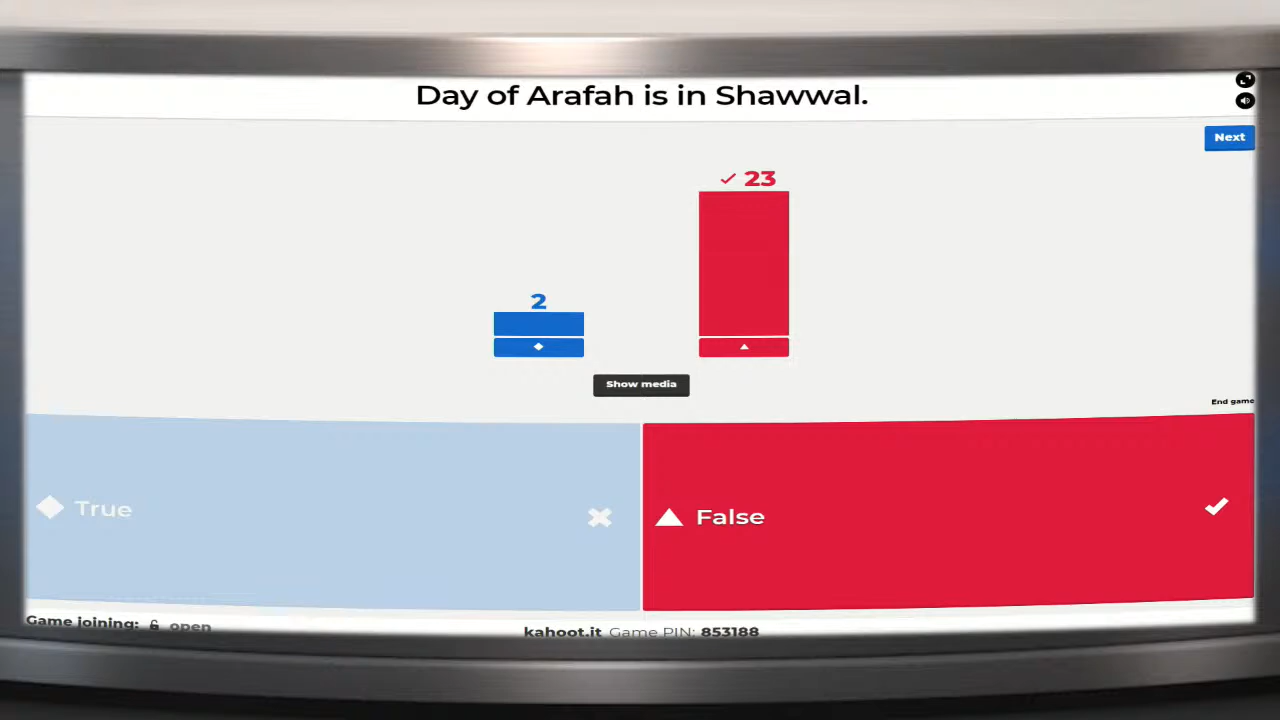 Day of Arafah is in Shawwal.
Next
23
2
Show media
End game
True
False
Game joining: open
kahoot.it Game PIN: 853188